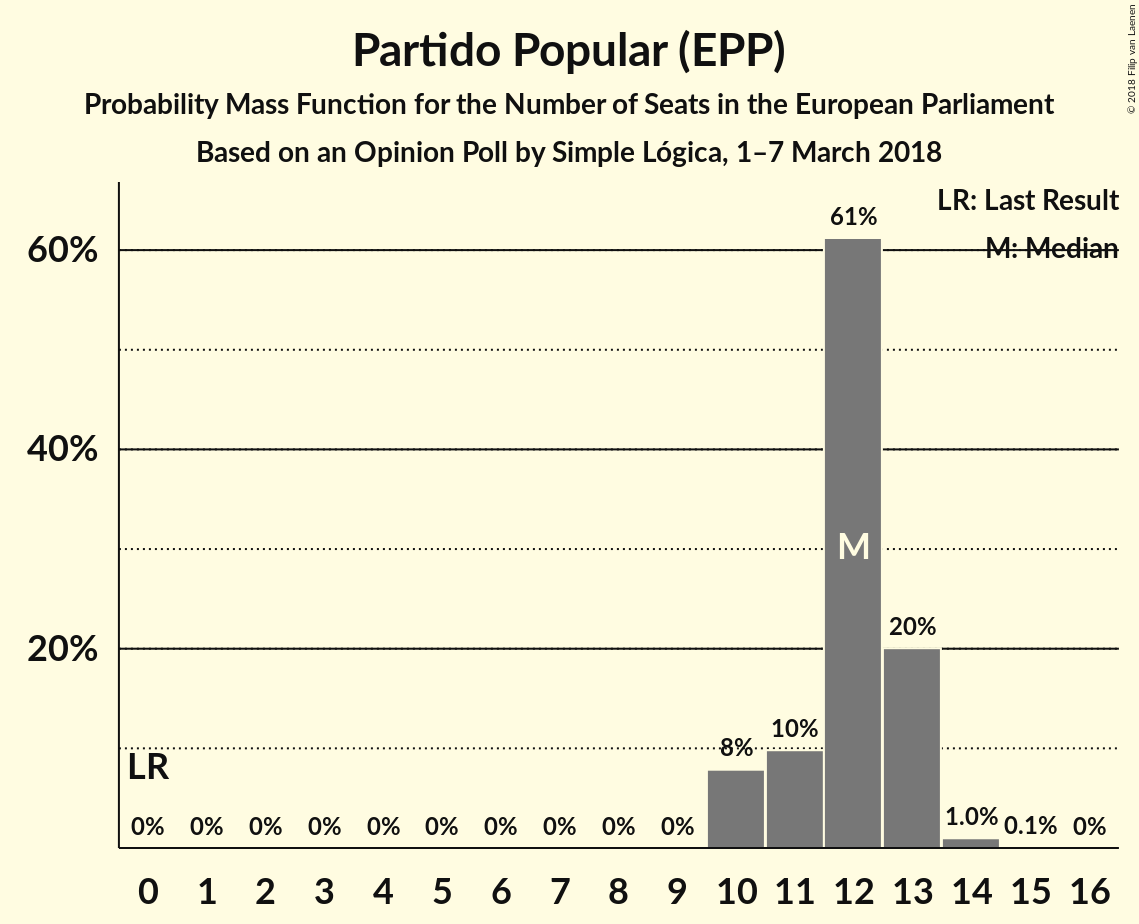 Partido Popular (EPP)
Probability Mass Function for the Number of Seats in the European Parliament
Based on an Opinion Poll by Simple Lógica, 1–7 March 2018
© 2018 Filip van Laenen
LR: Last Result
M: Median
60%
40%
20%
61%
M
20%
10%
8%
LR
0% 0% 0% 0% 0% 0% 0% 0% 0% 0% 1.0% 0.1% 0%
0 1 2 3 4 5 6 7 8 9 10 11 12 13 14 15 16